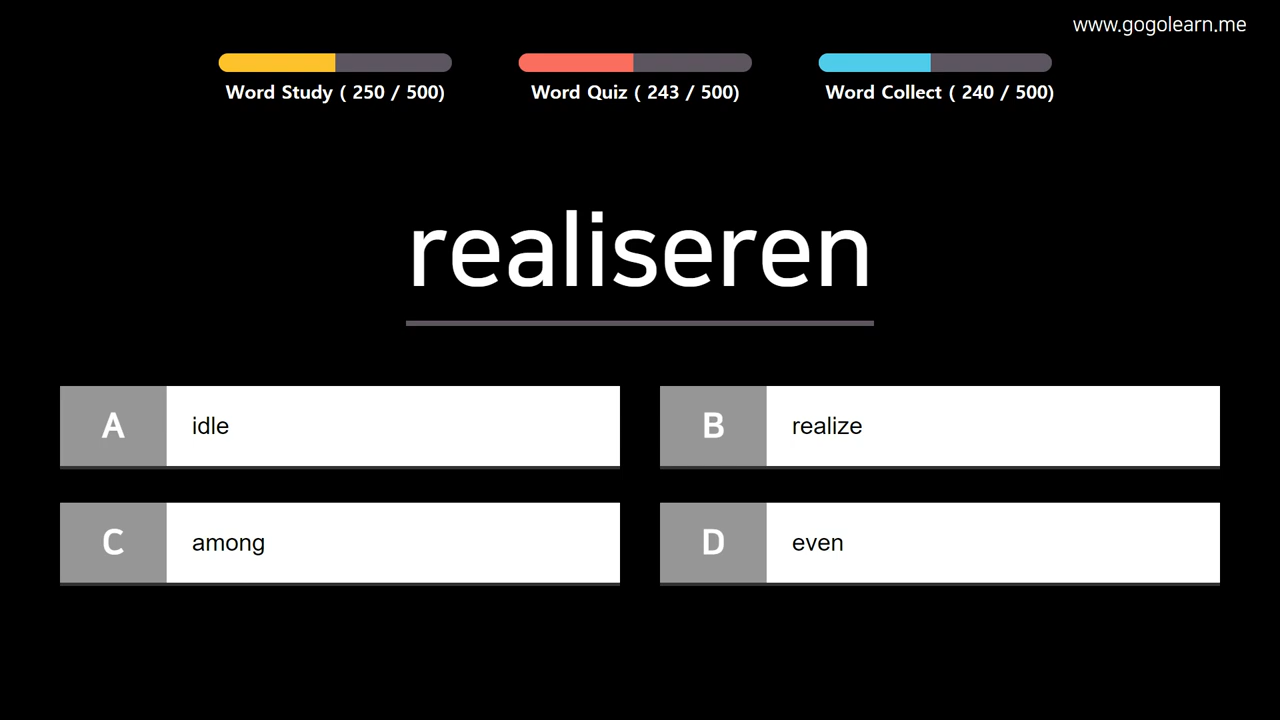 www.gogolearn.me
Word Study ( 250 / 500)
Word Quiz ( 243 / 500)
Word Collect ( 240 / 500)
realiseren
A idle
B realize
C among
D even